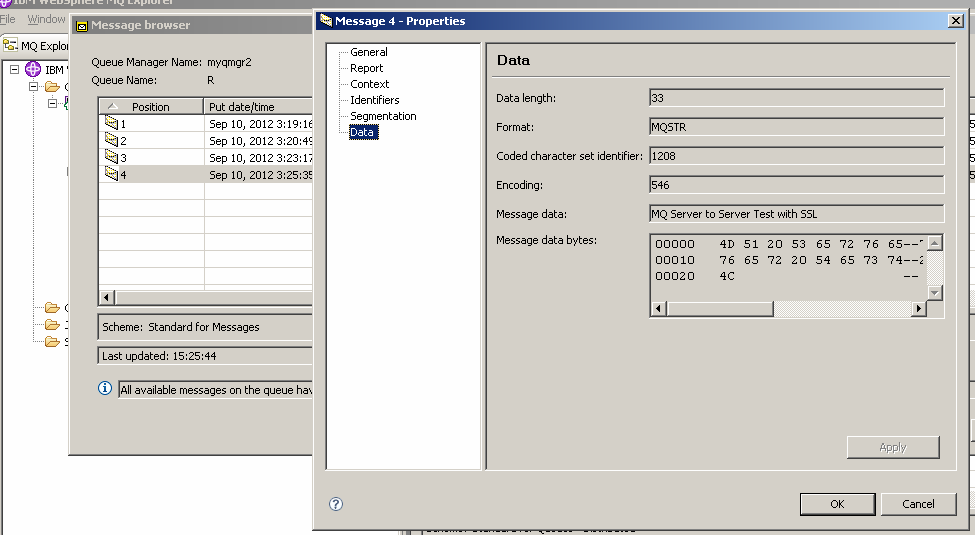 IBM WebSphere MQ Explorer
File Window
MQ Explor
IBM
Message browser
Queue Manager Name: myqmgr2
Queue Name: R
Position Put date/time
1 Sep 10, 2012 3:19:16
2 Sep 10, 2012 3:20:49
3 Sep 10, 2012 3:23:17
4 Sep 10, 2012 3:25:35
Scheme: Standard for Messages
Last updated: 15:25:44
All available messages on the queue hav
Message 4 - Properties
General
Report
Context
Identifiers
Segmentation
Data
Data
Data length: 33
Format: MQSTR
Coded character set identifier: 1208
Encoding: 546
Message data: MQ Server to Server Test with SSL
Message data bytes:
00000 4D 51 20 53 65 72 76 65--
00010 76 65 72 20 54 65 73 74--2
00020 4C --
Apply
OK Cancel